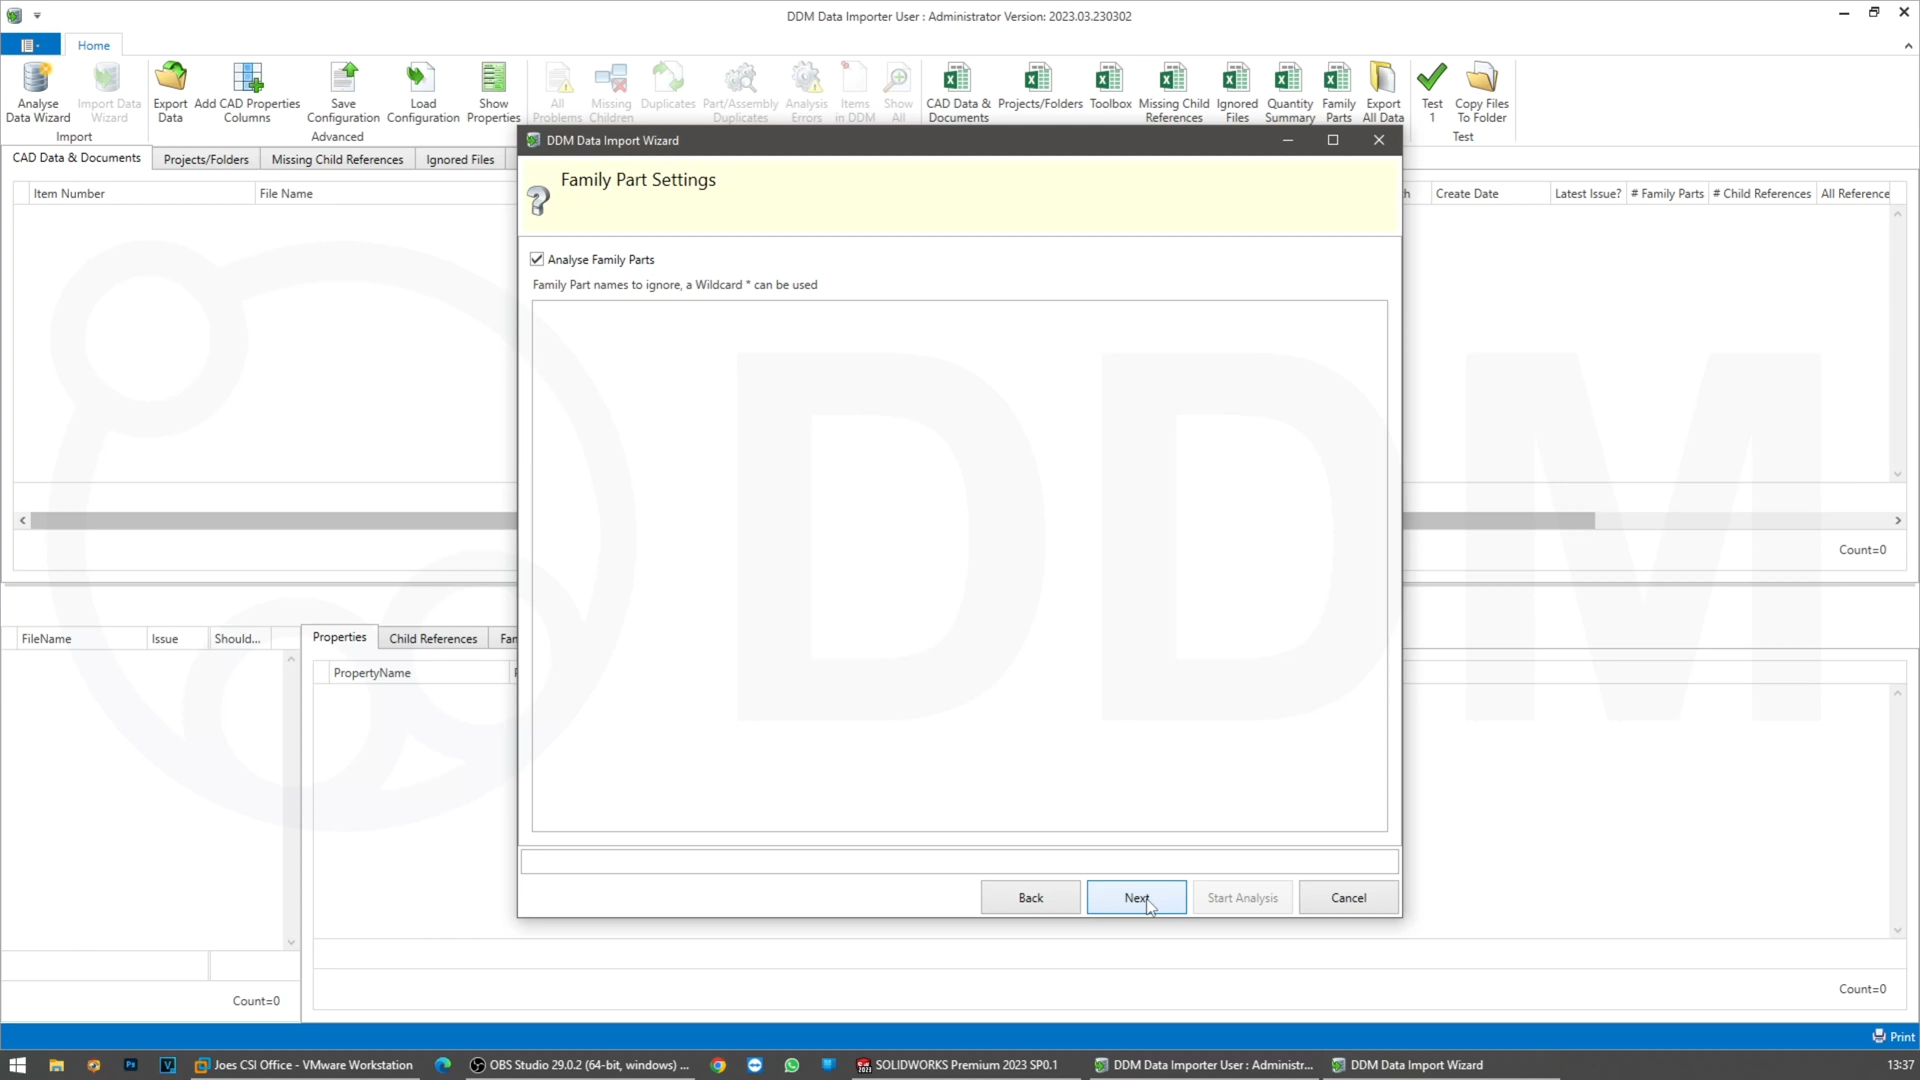 DDM Data Importer User : Administrator Version: 2023.03.230302
Home
Analyse Data Wizard
Import Data Wizard
Export Data
Add CAD Properties Columns
Save Configuration
Load Configuration
Show Properties
All Problems
Missing Children
Duplicates
Part/Assembly Duplicates
Analysis Errors
Items in DDM
Show All
CAD Data & Documents
Projects/Folders
Toolbox
Missing Child References
Ignored Files
Quantity Summary
Family Parts
Export All Data
Test 1
Copy Files To Folder
Import
Advanced
Test
DDM Data Import Wizard
CAD Data & Documents
Projects/Folders
Missing Child References
Ignored Files
Family Part Settings
Item Number
File Name
h
Create Date
Latest Issue?
# Family Parts
# Child References
All Reference
Analyse Family Parts
Family Part names to ignore, a Wildcard * can be used
DDM
Count=0
FileName
Issue
Should...
Properties
Child References
Fan
PropertyName
Back
Next
Start Analysis
Cancel
Count=0
Count=0
Print
Joes CSI Office - VMware Workstation
OBS Studio 29.0.2 (64-bit, windows) ...
SOLIDWORKS Premium 2023 SP0.1
DDM Data Importer User : Administr...
DDM Data Import Wizard
13:37